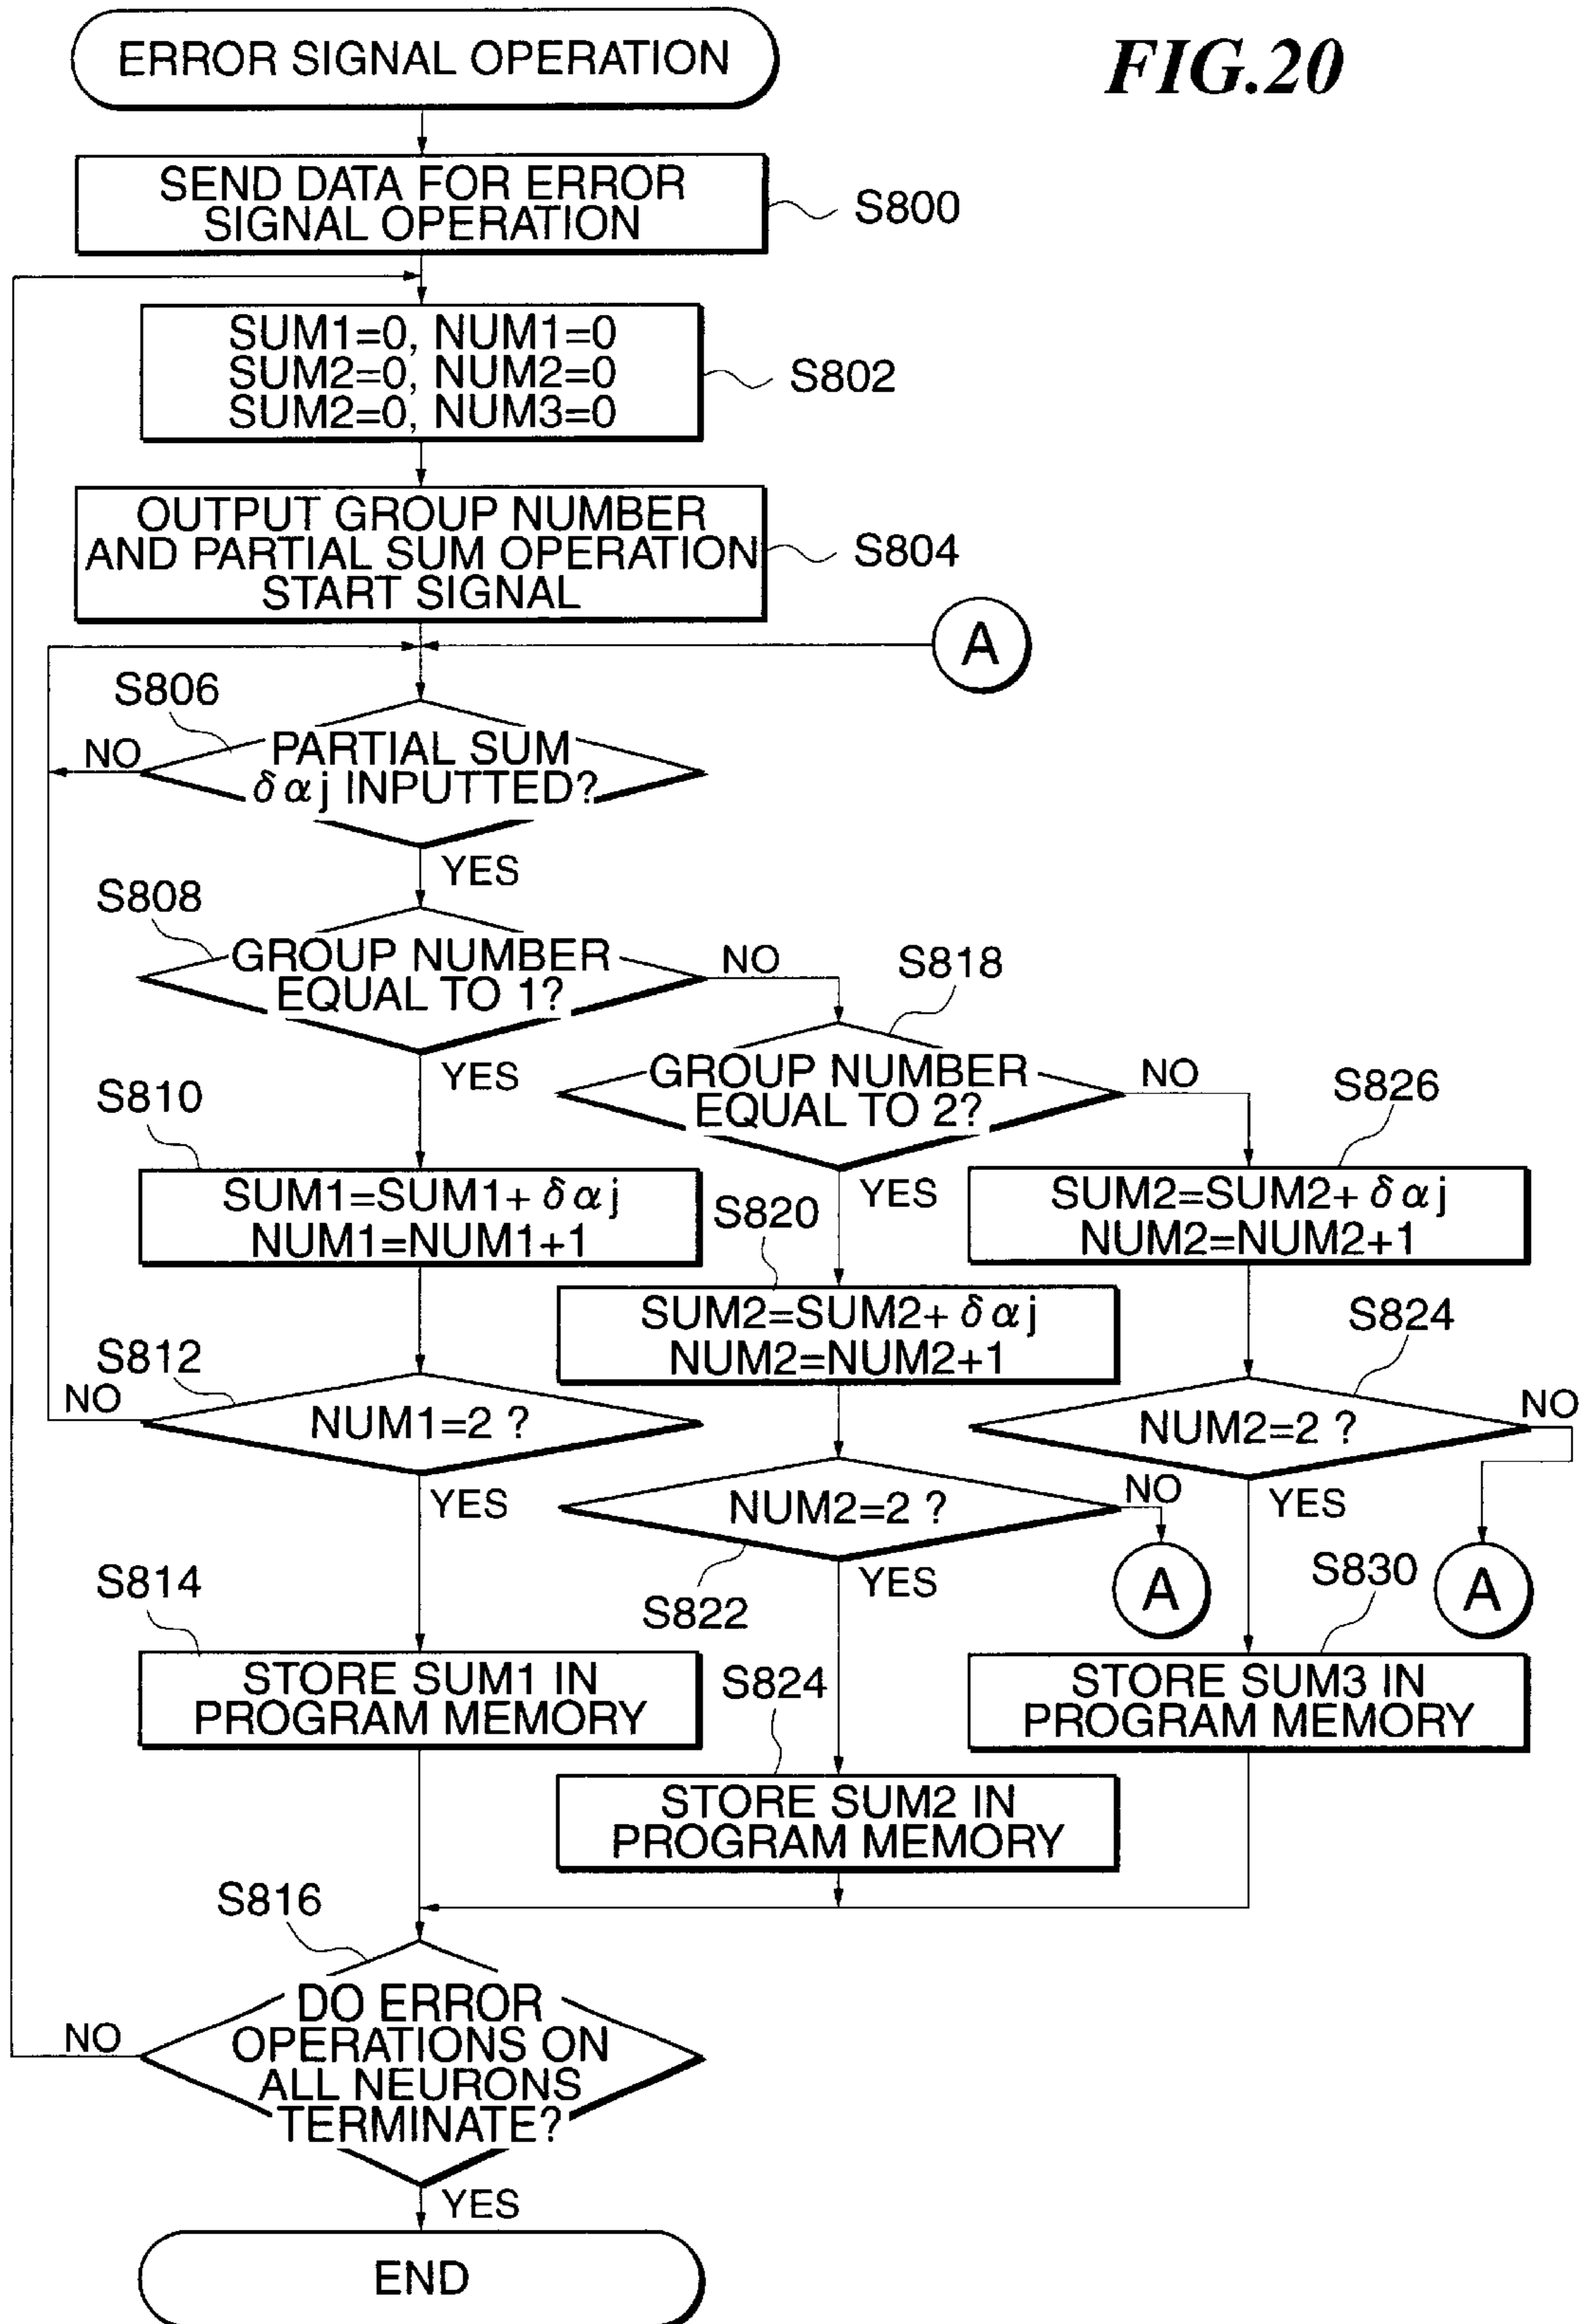 FIG.20
ERROR SIGNAL OPERATION
SEND DATA FOR ERROR
SIGNAL OPERATION
S800
SUM1=0, NUM1=0
SUM2=0, NUM2=0
SUM2=0, NUM3=0
S802
OUTPUT GROUP NUMBER
AND PARTIAL SUM OPERATION
START SIGNAL
S804
A
S806
NO
PARTIAL SUM
δαj INPUTTED?
YES
S808
GROUP NUMBER
EQUAL TO 1?
NO
YES
S818
GROUP NUMBER
EQUAL TO 2?
NO
YES
S810
SUM1=SUM1+δαj
NUM1=NUM1+1
S820
SUM2=SUM2+δαj
NUM2=NUM2+1
S826
SUM2=SUM2+δαj
NUM2=NUM2+1
S812
NO
NUM1=2 ?
YES
S824
NUM2=2 ?
NO
YES
NUM2=2 ?
NO
YES
S822
A
A
S814
STORE SUM1 IN
PROGRAM MEMORY
S824
STORE SUM2 IN
PROGRAM MEMORY
S830
STORE SUM3 IN
PROGRAM MEMORY
S816
NO
DO ERROR
OPERATIONS ON
ALL NEURONS
TERMINATE?
YES
END